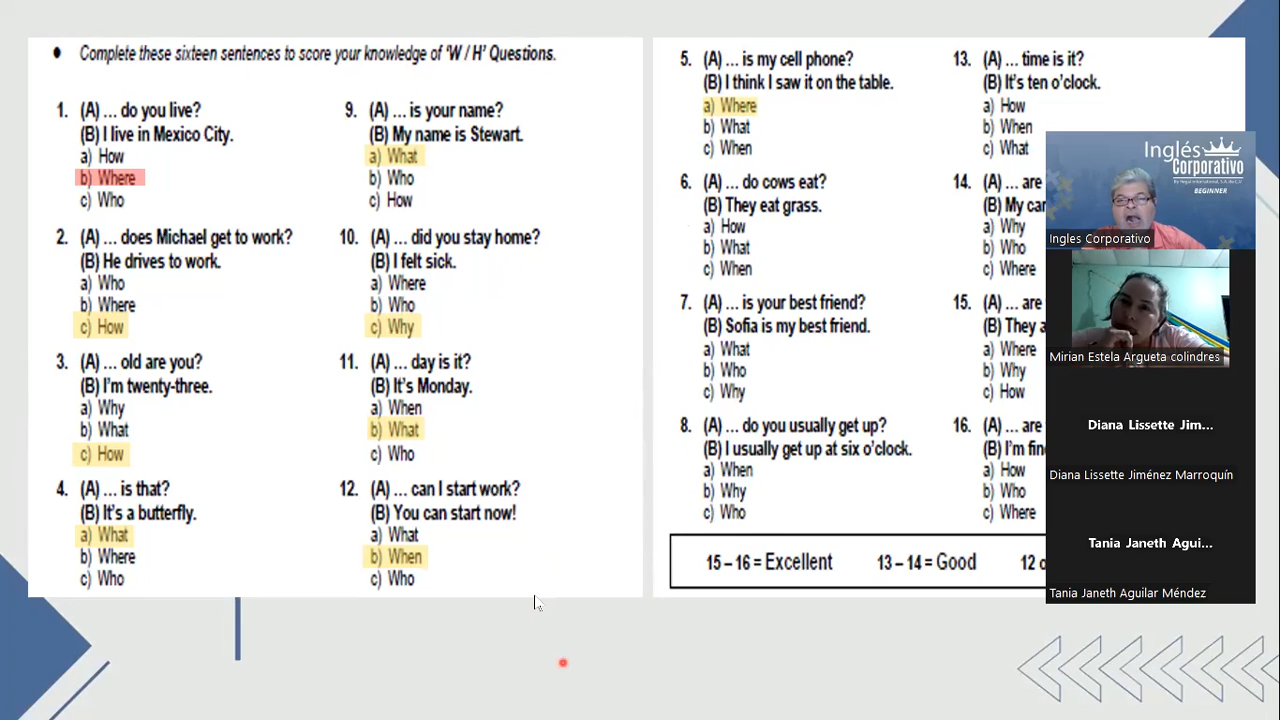 • Complete these sixteen sentences to score your knowledge of 'W / H' Questions.
1. (A) ... do you live?
(B) I live in Mexico City.
a) How
b) Where
c) Who
2. (A) ... does Michael get to work?
(B) He drives to work.
a) Who
b) Where
c) How
3. (A) ... old are you?
(B) I'm twenty-three.
a) Why
b) What
c) How
4. (A) ... is that?
(B) It's a butterfly.
a) What
b) Where
c) Who
9. (A) ... is your name?
(B) My name is Stewart.
a) What
b) Who
c) How
10. (A) ... did you stay home?
(B) I felt sick.
a) Where
b) Who
c) Why
11. (A) ... day is it?
(B) It's Monday.
a) When
b) What
c) Who
12. (A) ... can I start work?
(B) You can start now!
a) What
b) When
c) Who
5. (A) ... is my cell phone?
(B) I think I saw it on the table.
a) Where
b) What
c) When
6. (A) ... do cows eat?
(B) They eat grass.
a) How
b) What
c) When
7. (A) ... is your best friend?
(B) Sofia is my best friend.
a) What
b) Who
c) Why
8. (A) ... do you usually get up?
(B) I usually get up at six o'clock.
a) When
b) Why
c) Who
13. (A) ... time is it?
(B) It's ten o'clock.
a) How
b) When
c) What
14. (A) ... are
(B) My
a) Why
b) Who
c) Where
15. (A) ... are
(B) They
a) Where
b) Why
c) How
16. (A) ... are
(B) I'm
a) How
b) Who
c) Where
15 – 16 = Excellent 13 – 14 = Good 12
Inglés
Corporativo
By Regal International, S.A. de C.V.
BEGINNER
Ingles Corporativo
Mirian Estela Argueta colindres
Diana Lissette Jim...
Diana Lissette Jiménez Marroquín
Tania Janeth Agui...
Tania Janeth Aguilar Méndez